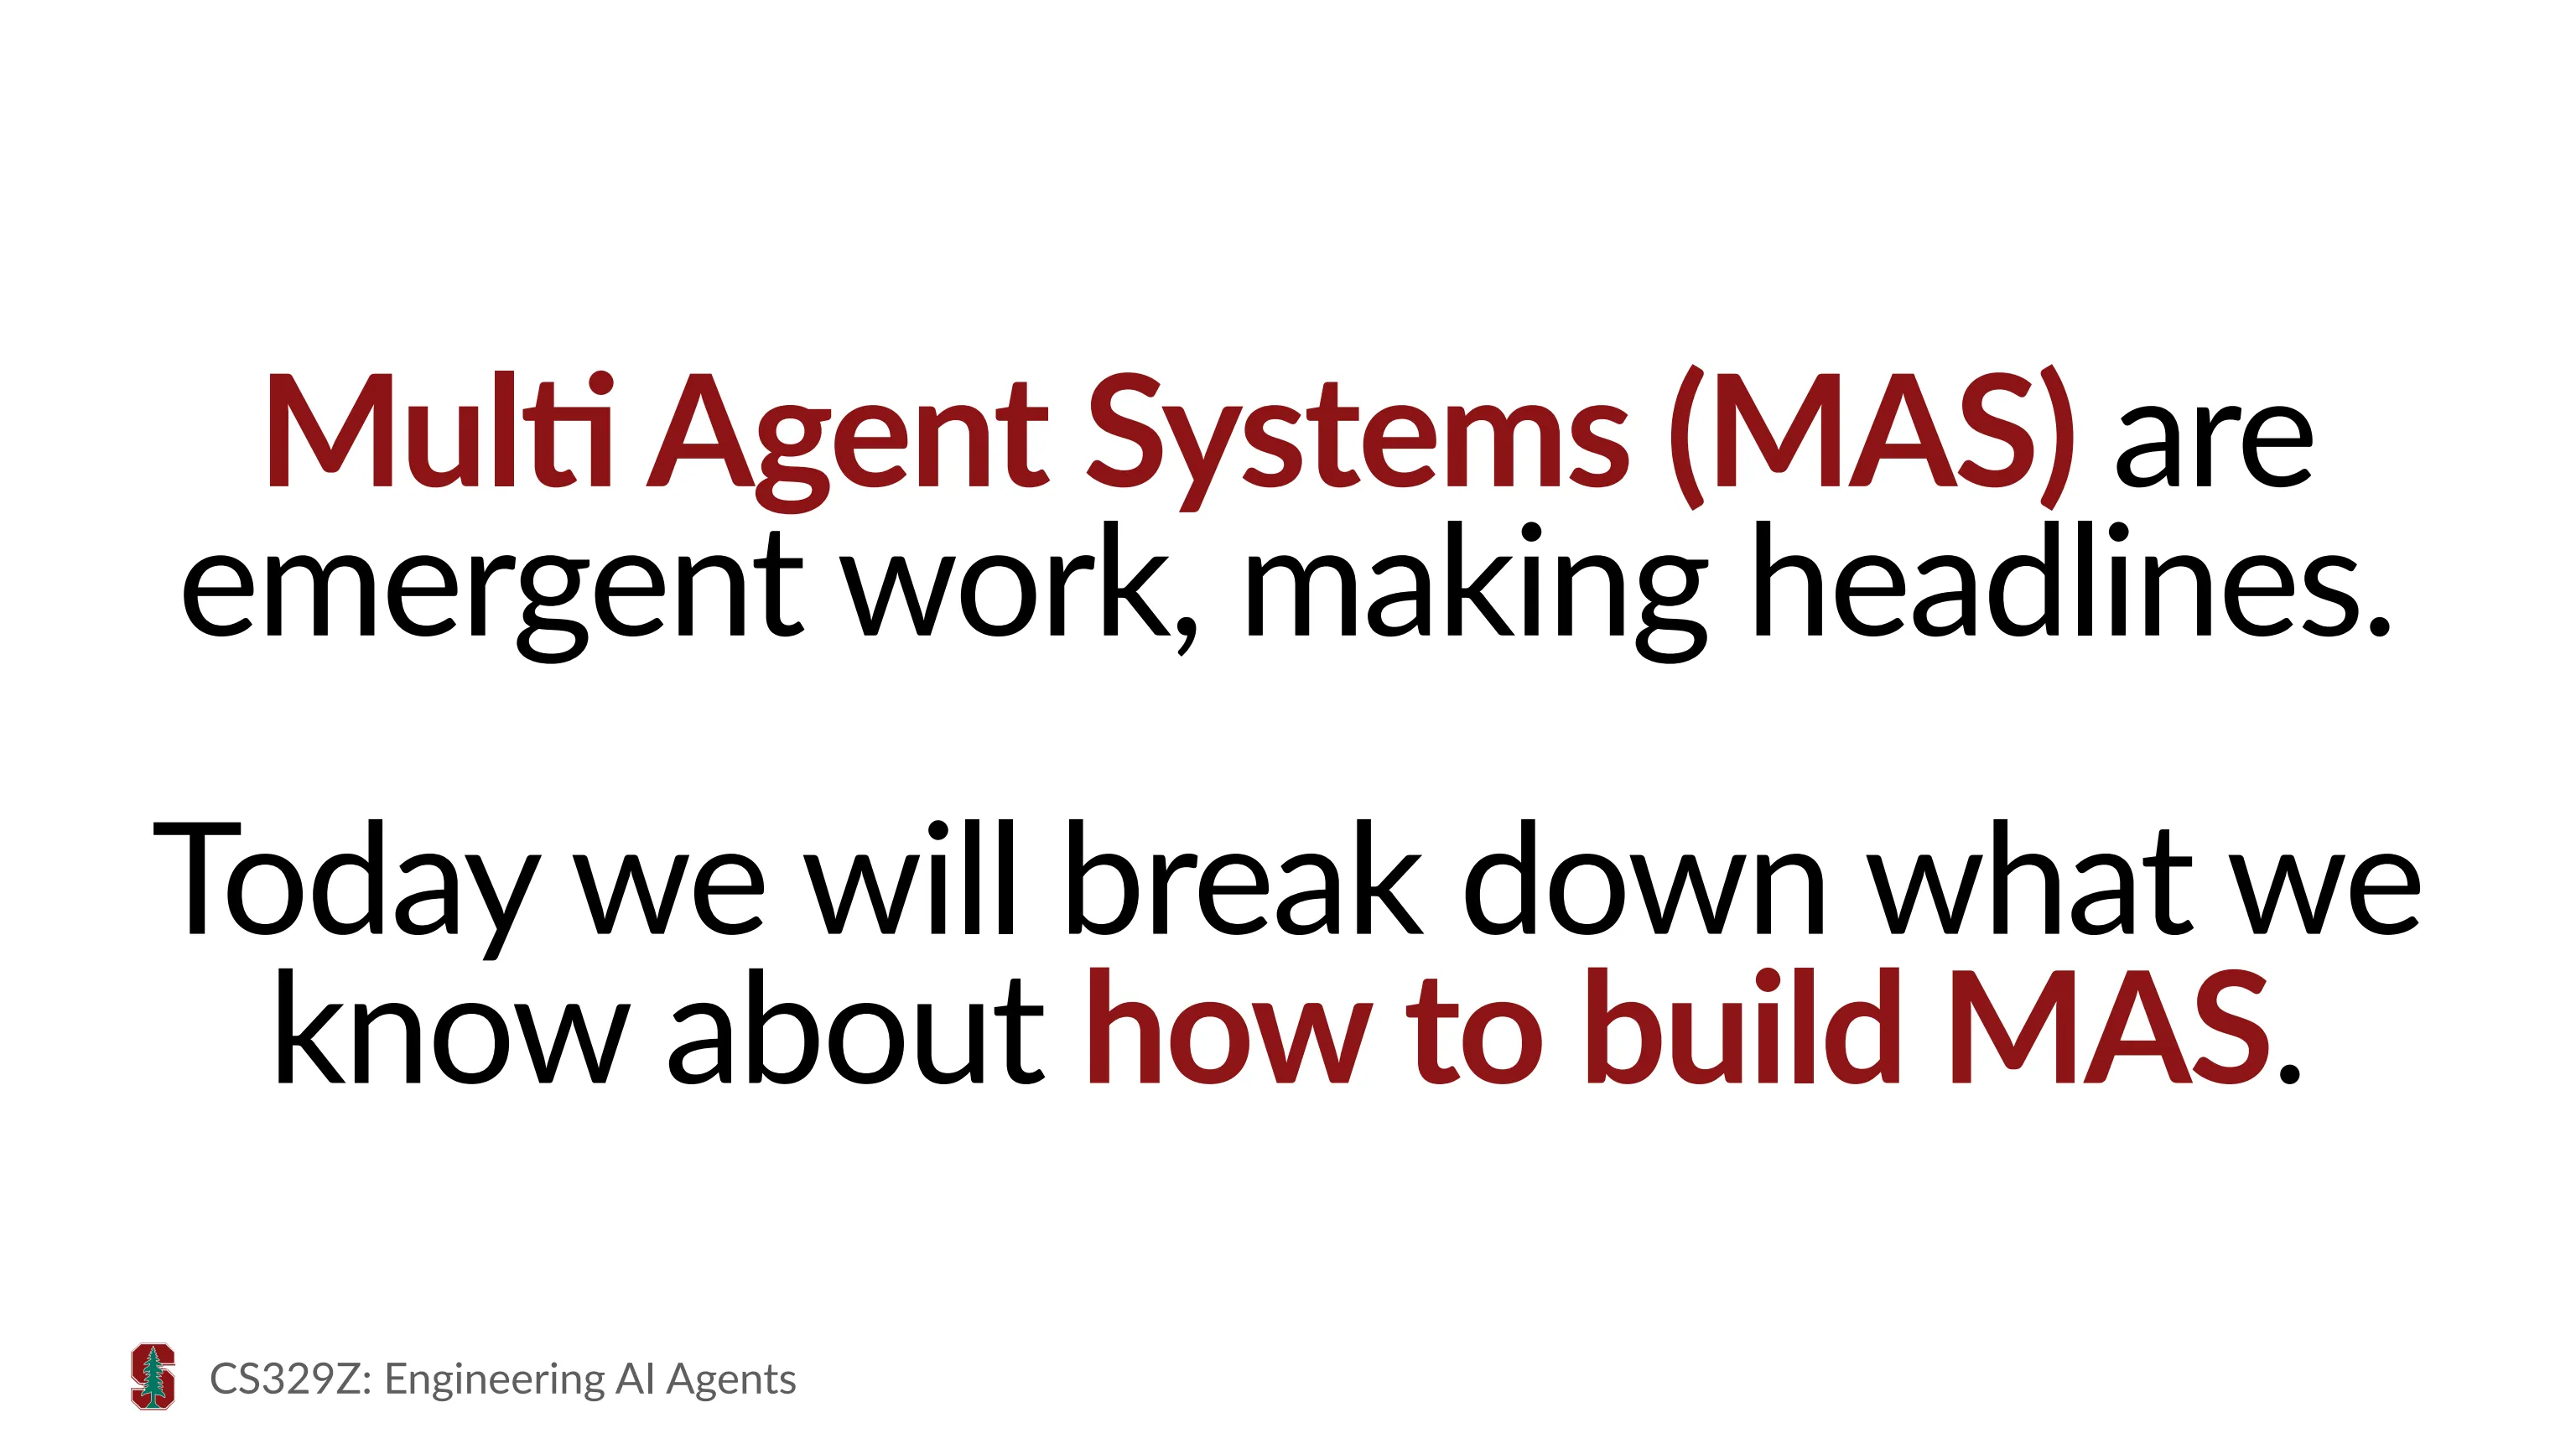 Multi Agent Systems (MAS) are
emergent work, making headlines.
Today we will break down what we
know about how to build MAS.
CS329Z: Engineering AI Agents